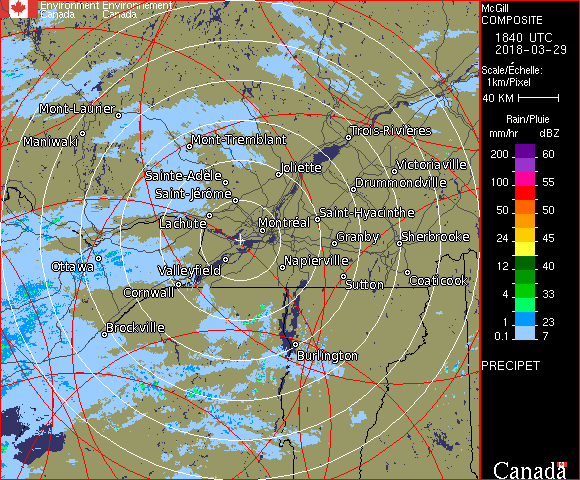 Environment Environnement
Canada Canada
Mont-Laurier
Maniwaki
Mont-Tremblant
Trois-Rivières
Sainte-Adèle
Joliette
Victoriaville
Saint-Jérôme
Drummondville
Lachute
Montréal
Saint-Hyacinthe
Granby
Sherbrooke
Ottawa
Valleyfield
Napierville
Cornwall
Sutton
Coaticook
Brockville
Burlington
McGill
COMPOSITE
1840 UTC
2018-03-29
Scale/Échelle:
1km/Pixel
40 KM
Rain/Pluie
mm/hr dBZ
200 60
150 55
100 55
50 50
24 45
12 40
4 33
1 23
0.1 7
PRECIPET
Canada